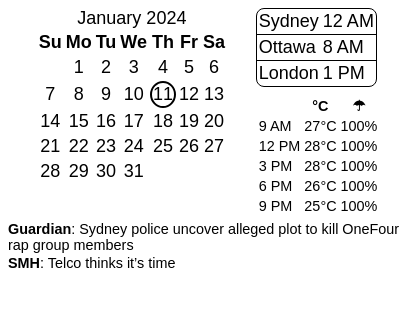 January 2024
Su Mo Tu We Th Fr Sa
1 2 3 4 5 6
7 8 9 10 11 12 13
14 15 16 17 18 19 20
21 22 23 24 25 26 27
28 29 30 31
Sydney 12 AM
Ottawa 8 AM
London 1 PM
°C ☂
9 AM 27°C 100%
12 PM 28°C 100%
3 PM 28°C 100%
6 PM 26°C 100%
9 PM 25°C 100%
Guardian: Sydney police uncover alleged plot to kill OneFour
rap group members
SMH: Telco thinks it’s time